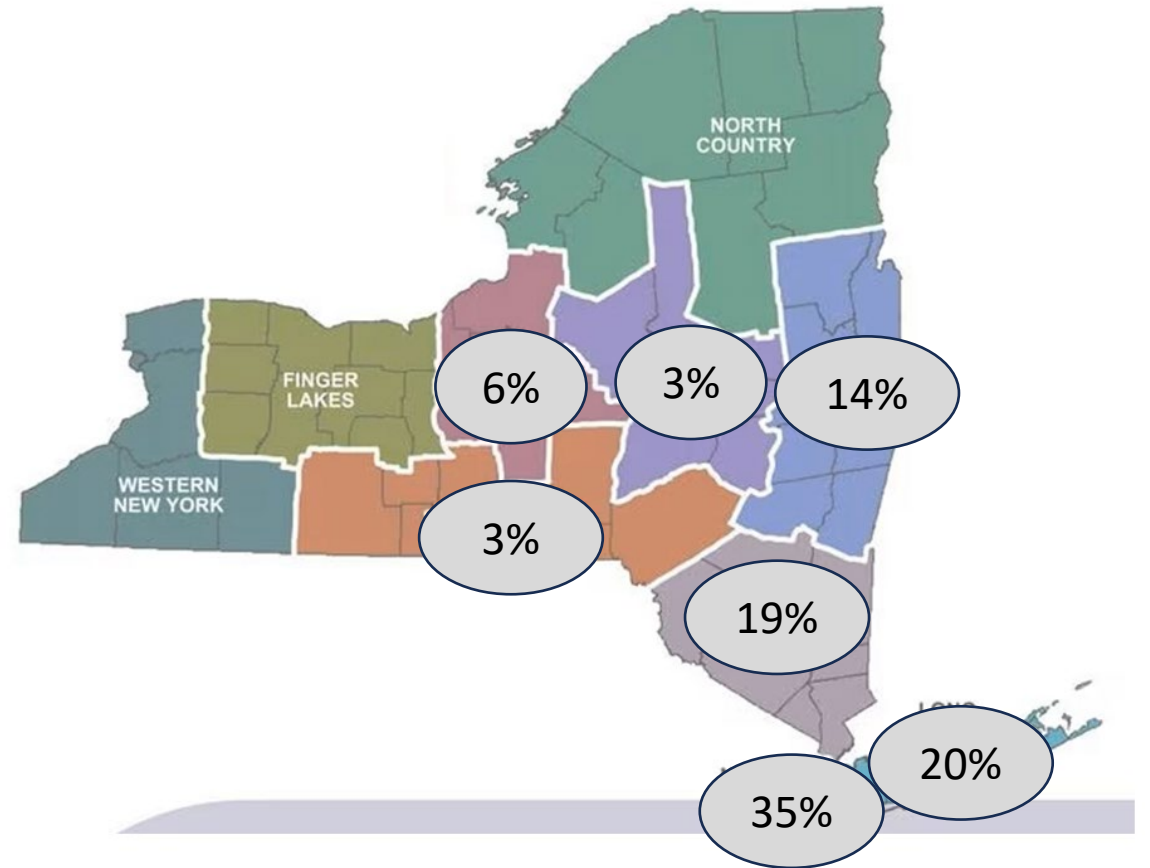 NORTH
COUNTRY
6%
3%
14%
FINGER
LAKES
WESTERN
NEW YORK
3%
19%
20%
35%